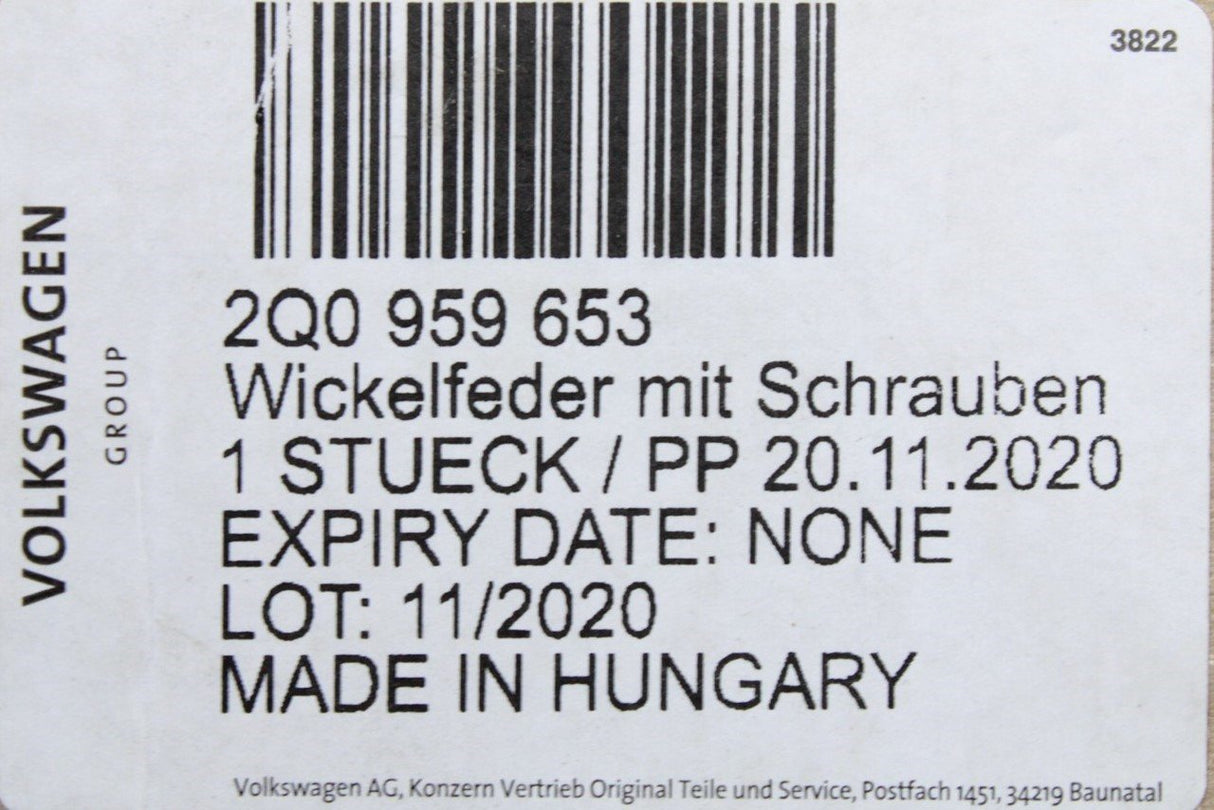 3822
VOLKSWAGEN
GROUP
2Q0 959 653
Wickelfeder mit Schrauben
1 STUECK / PP 20.11.2020
EXPIRY DATE: NONE
LOT: 11/2020
MADE IN HUNGARY
Volkswagen AG, Konzern Vertrieb Original Teile und Service, Postfach 1451, 34219 Baunatal